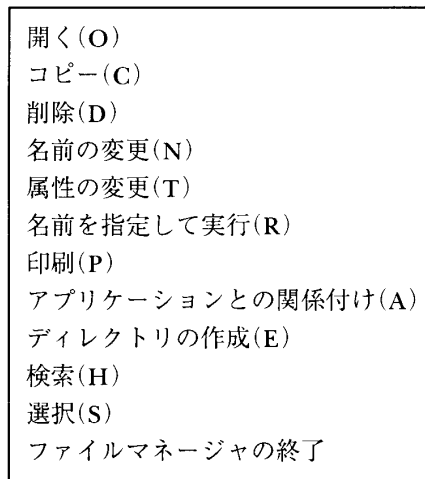 開く(O)
コピー(C)
削除(D)
名前の変更(N)
属性の変更(T)
名前を指定して実行(R)
印刷(P)
アプリケーションとの関係付け(A)
ディレクトリの作成(E)
検索(H)
選択(S)
ファイルマネージャの終了